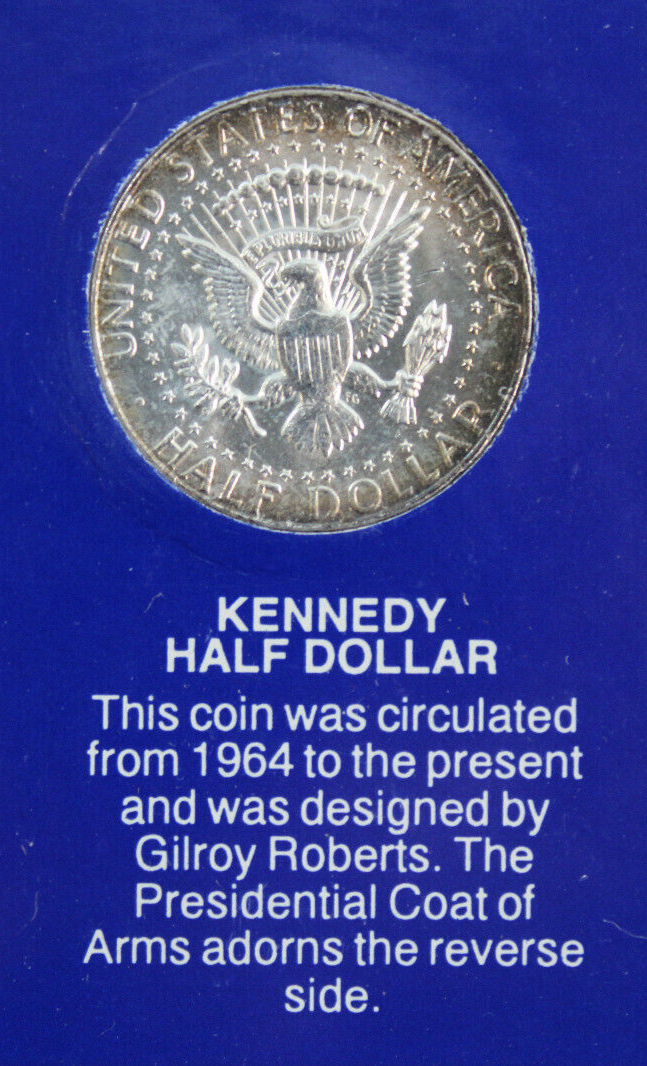 UNITED STATES OF AMERICA
E PLURIBUS UNUM
FG
HALF DOLLAR
KENNEDY
HALF DOLLAR
This coin was circulated
from 1964 to the present
and was designed by
Gilroy Roberts. The
Presidential Coat of
Arms adorns the reverse
side.